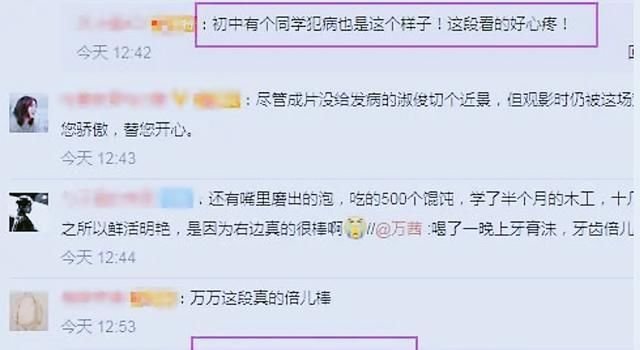 ：初中有个同学犯病也是这个样子！这段看的好心疼！
今天 12:42
：尽管成片没给发病的淑俊切个近景，但观影时仍被这场
您骄傲，替您开心。
今天 12:43
，还有嘴里磨出的泡，吃的500个馄饨，学了半个月的木工，十几
之所以鲜活明艳，是因为右边真的很棒啊//@万茜 :喝了一晚上牙膏沫，牙齿倍儿
今天 12:44
：万万这段真的倍儿棒
今天 12:53